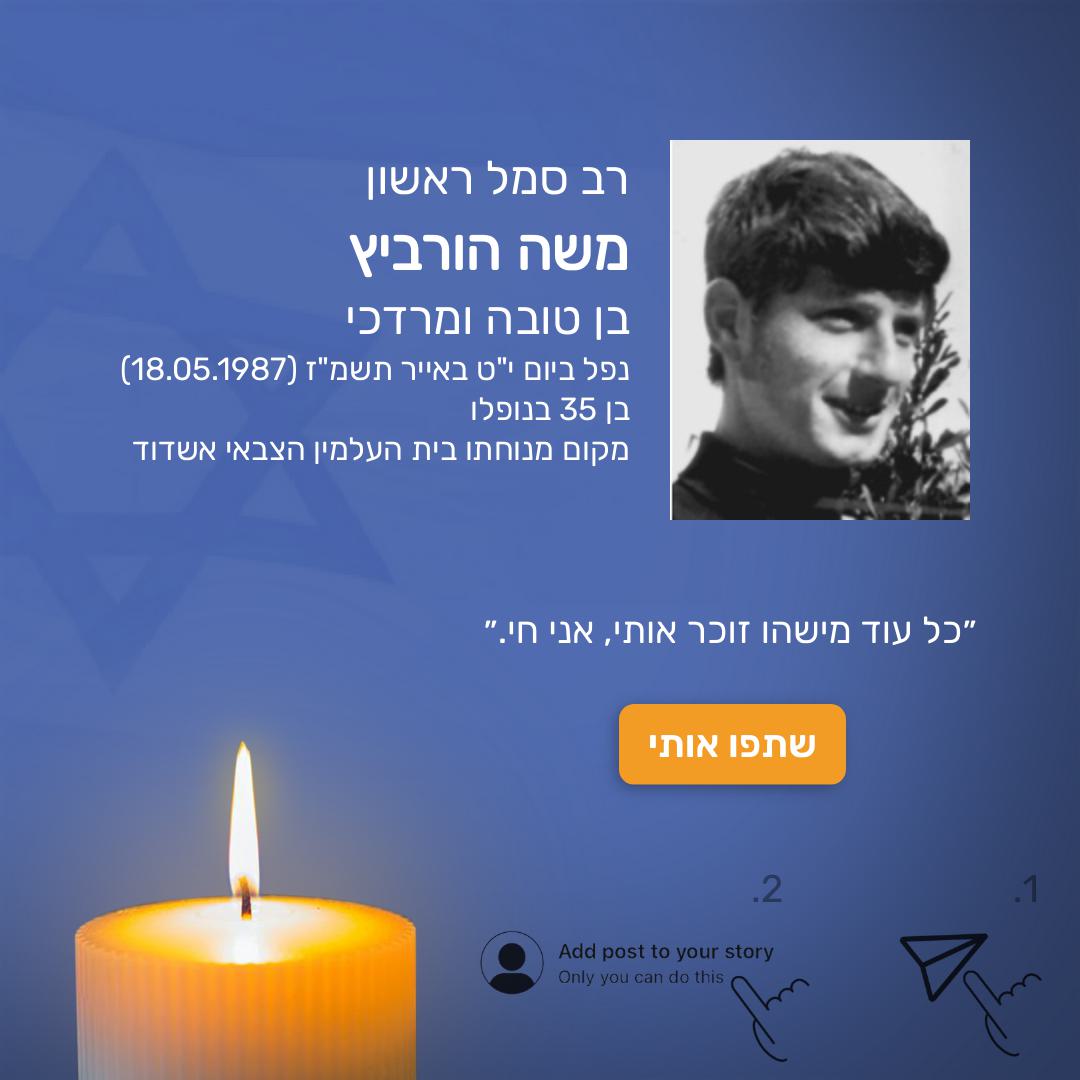 רב סמל ראשון
משה הורביץ
בן טובה ומרדכי
נפל ביום י"ט באייר תשמ"ז (18.05.1987)
בן 35 בנופלו
מקום מנוחתו בית העלמין הצבאי אשדוד
״כל עוד מישהו זוכר אותי, אני חי.״
שתפו אותי
1.
2.
Add post to your story
Only you can do this